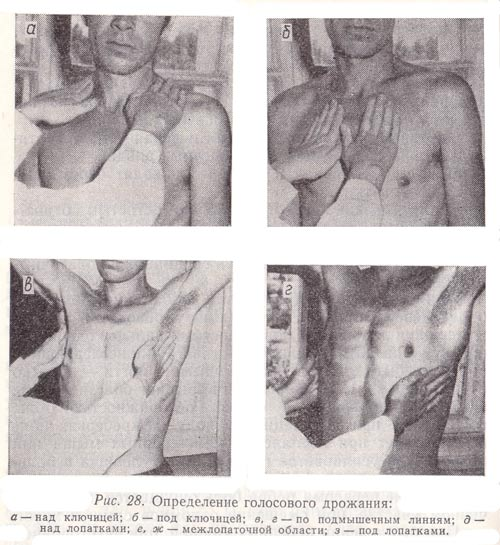 а
б
в
г
Рис. 28. Определение голосового дрожания:
а — над ключицей; б — под ключицей; в, г — по подмышечным линиям; д —
над лопатками; е, ж — межлопаточной области; з — под лопатками.